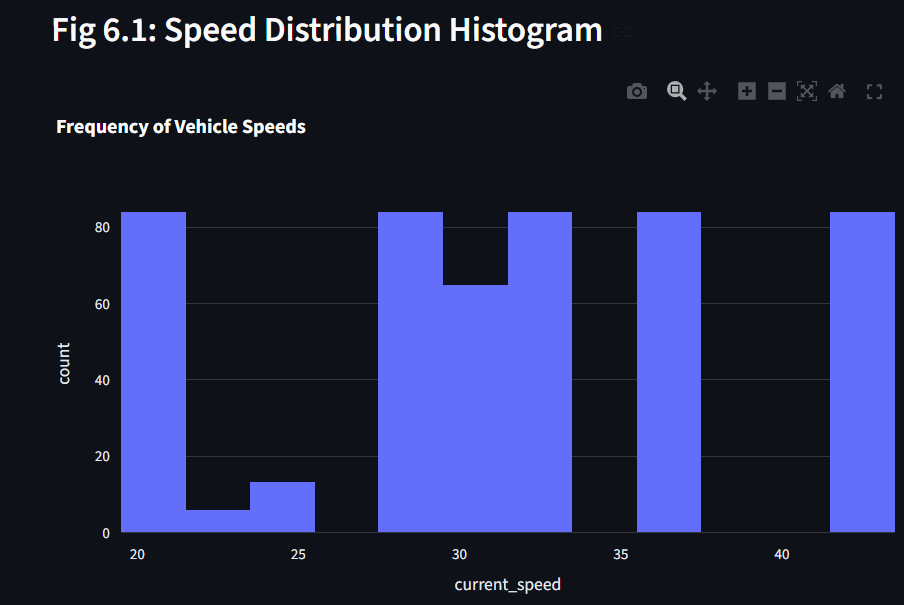 Fig 6.1: Speed Distribution Histogram
Frequency of Vehicle Speeds
80
60
40
20
0
count
20 25 30 35 40
current_speed